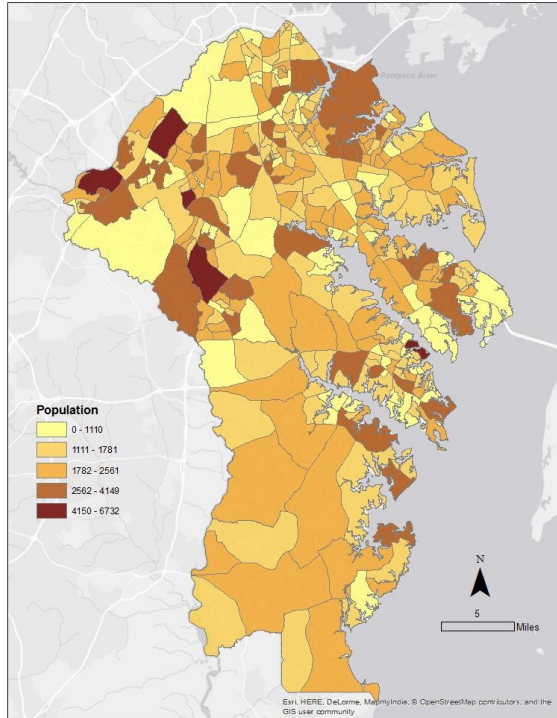 Patapsco River
Population
0 - 1110
1111 - 1781
1782 - 2561
2562 - 4149
4150 - 6732
N
5
Miles
Esri, HERE, DeLorme, MapmyIndia, © OpenStreetMap contributors, and the
GIS user community